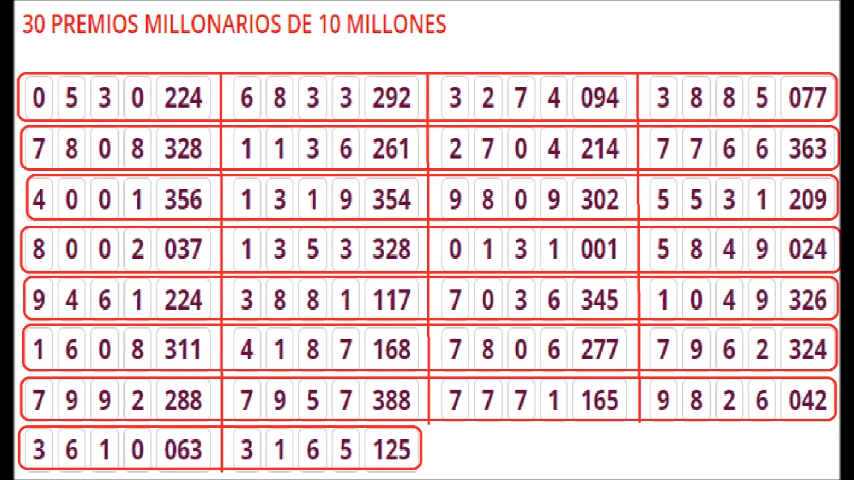 30 PREMIOS MILLONARIOS DE 10 MILLONES
0 5 3 0 224 6 8 3 3 292 3 2 7 4 094 3 8 8 5 077
7 8 0 8 328 1 1 3 6 261 2 7 0 4 214 7 7 6 6 363
4 0 0 1 356 1 3 1 9 354 9 8 0 9 302 5 5 3 1 209
8 0 0 2 037 1 3 5 3 328 0 1 3 1 001 5 8 4 9 024
9 4 6 1 224 3 8 8 1 117 7 0 3 6 345 1 0 4 9 326
1 6 0 8 311 4 1 8 7 168 7 8 0 6 277 7 9 6 2 324
7 9 9 2 288 7 9 5 7 388 7 7 7 1 165 9 8 2 6 042
3 6 1 0 063 3 1 6 5 125